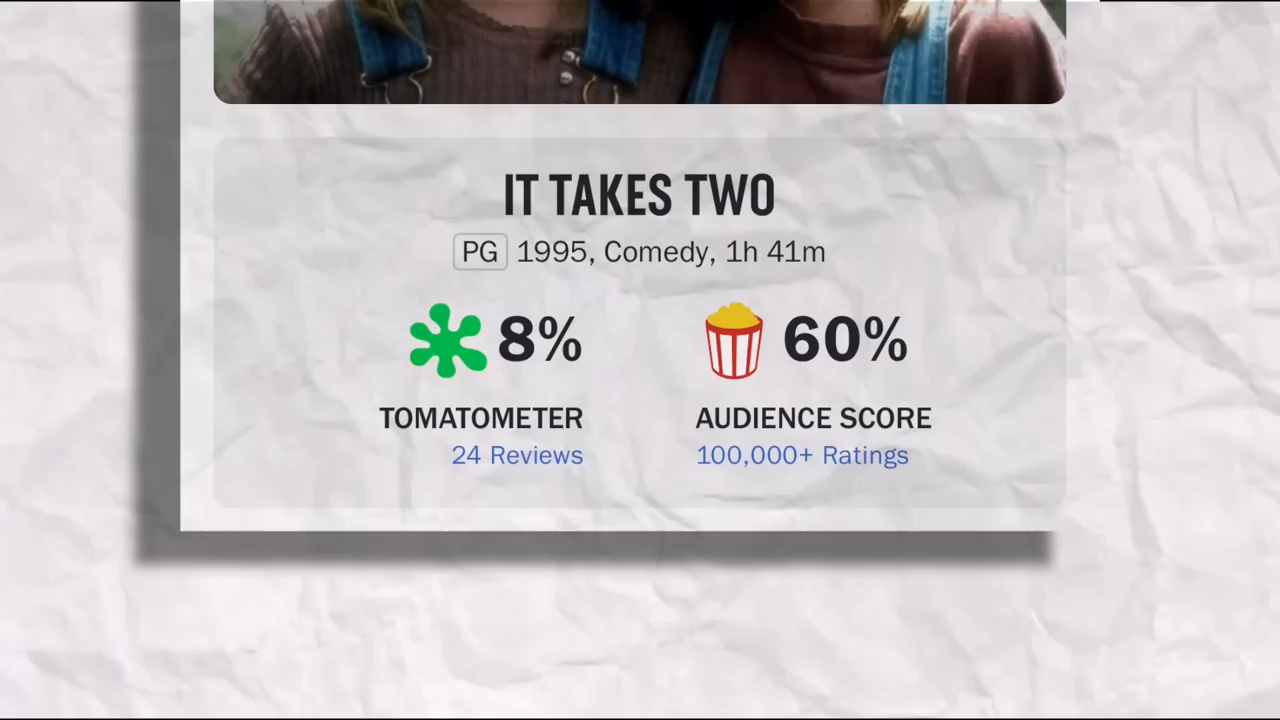 IT TAKES TWO
PG 1995, Comedy, 1h 41m
8% 60%
TOMATOMETER AUDIENCE SCORE
24 Reviews 100,000+ Ratings